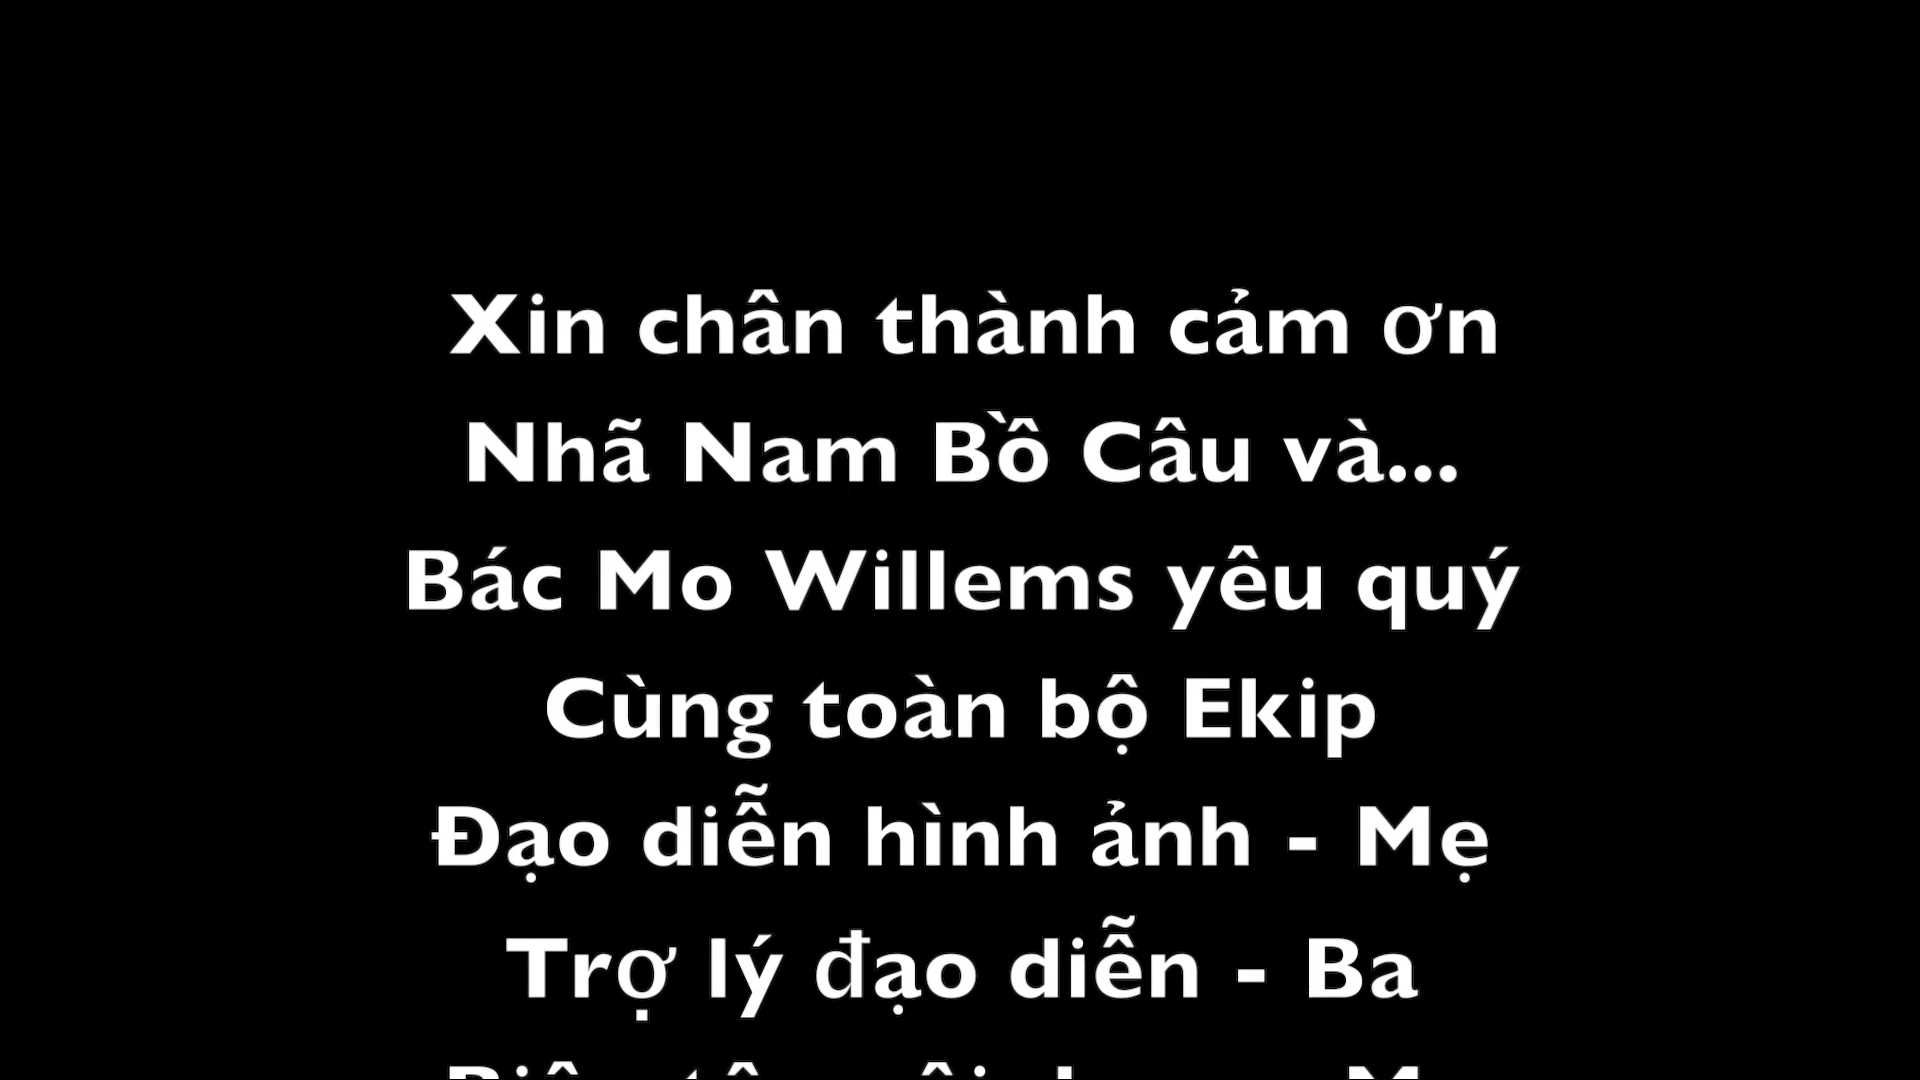 Xin chân thành cảm ơn
Nhã Nam Bồ Câu và...
Bác Mo Willems yêu quý
Cùng toàn bộ Ekip
Đạo diễn hình ảnh - Mẹ
Trợ lý đạo diễn - Ba